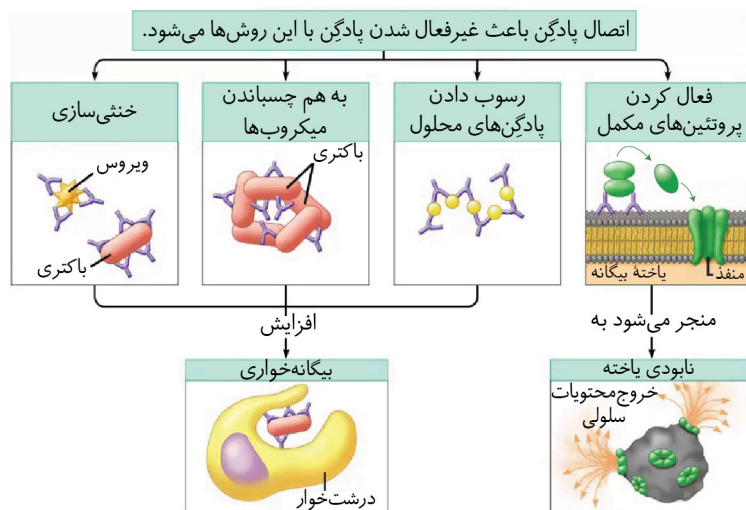 اتصال پادگِن باعث غیرفعال شدن پادگِن با این روش‌ها می‌شود.
فعال کردن
پروتئین‌های مکمل
رسوب دادن
پادگِن‌های محلول
به هم چسباندن
میکروب‌ها
خنثی‌سازی
منفذ
یاختهٔ بیگانه
باکتری
ویروس
باکتری
منجر می‌شود به
افزایش
نابودی یاخته
خروج محتویات
سلولی
بیگانه‌خواری
درشت‌خوار